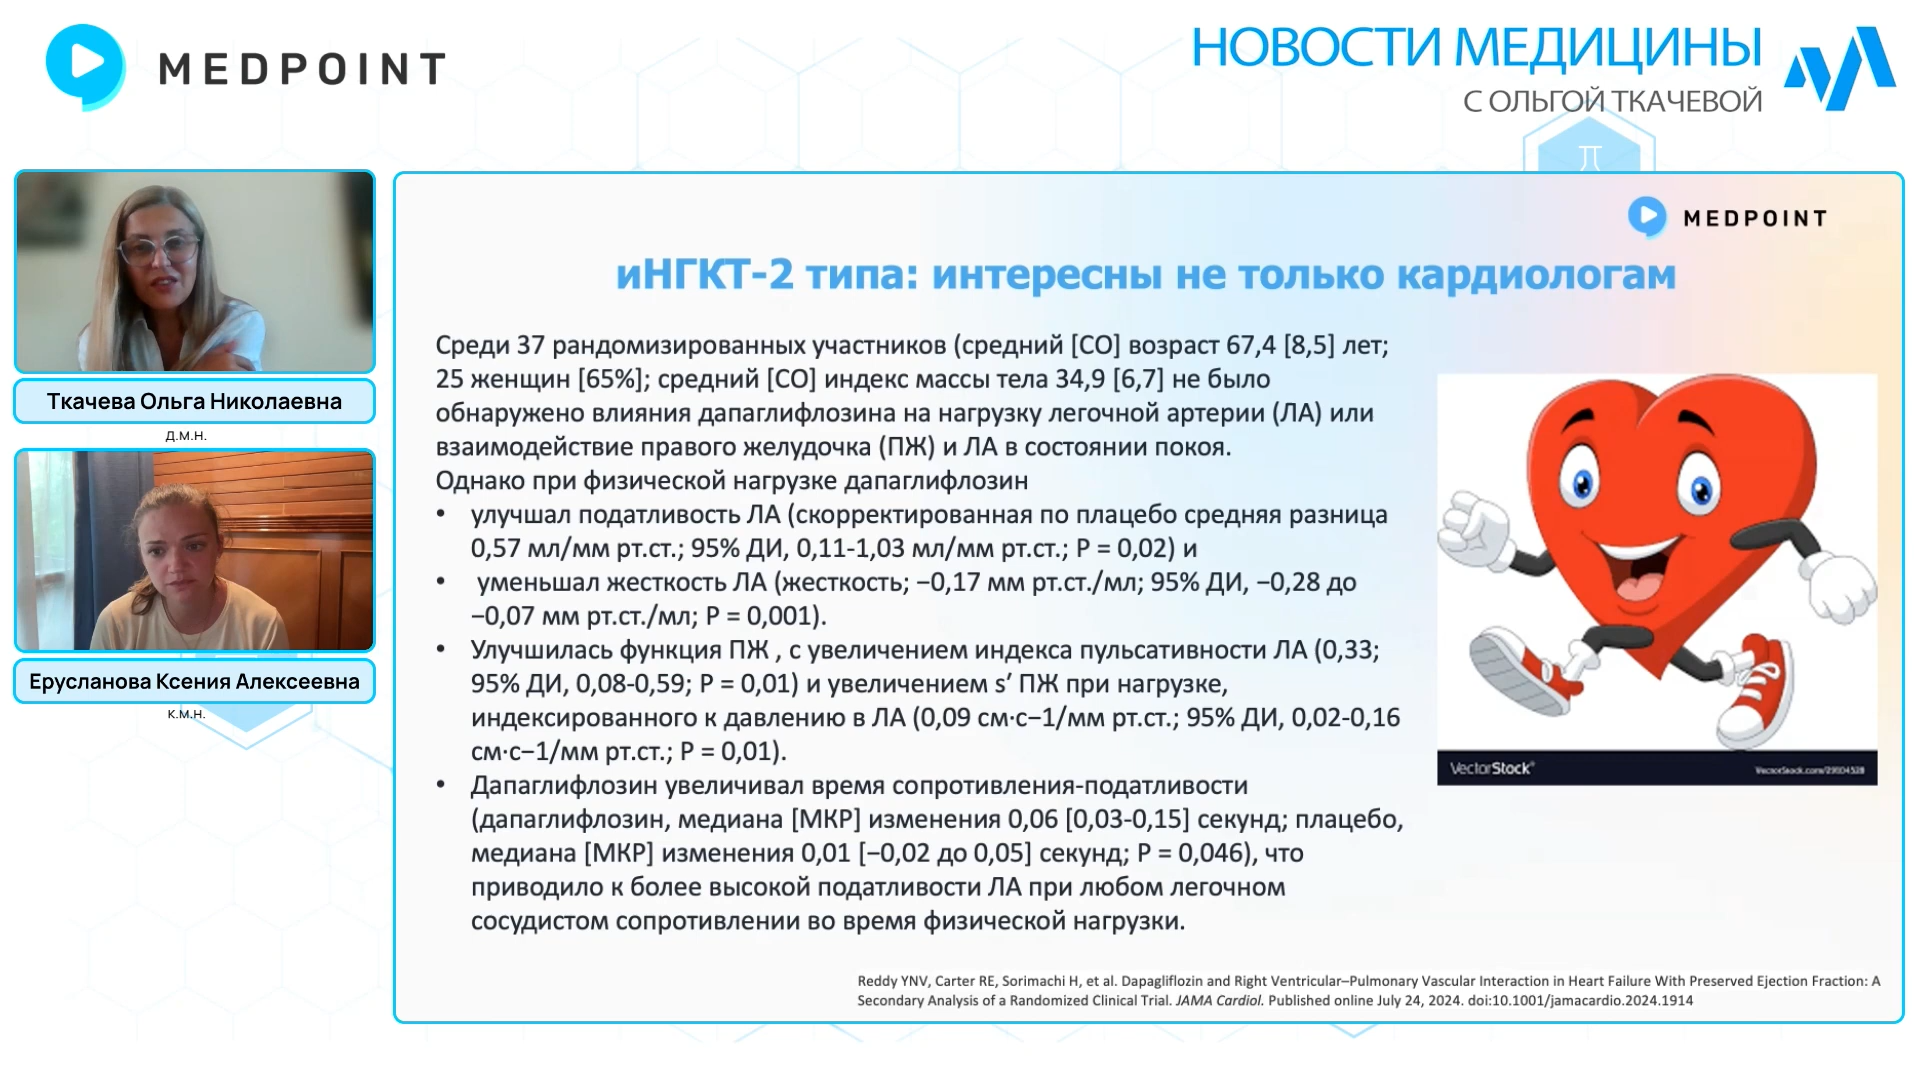 MEDPOINT
НОВОСТИ МЕДИЦИНЫ
С ОЛЬГОЙ ТКАЧЕВОЙ
Ткачева Ольга Николаевна
д.м.н.
Ерусланова Ксения Алексеевна
к.м.н.
MEDPOINT
иНГКТ-2 типа: интересны не только кардиологам
Среди 37 рандомизированных участников (средний [СО] возраст 67,4 [8,5] лет;
25 женщин [65%]; средний [СО] индекс массы тела 34,9 [6,7] не было
обнаружено влияния дапаглифлозина на нагрузку легочной артерии (ЛА) или
взаимодействие правого желудочка (ПЖ) и ЛА в состоянии покоя.
Однако при физической нагрузке дапаглифлозин
• улучшал податливость ЛА (скорректированная по плацебо средняя разница
0,57 мл/мм рт.ст.; 95% ДИ, 0,11-1,03 мл/мм рт.ст.; P = 0,02) и
• уменьшал жесткость ЛА (жесткость; −0,17 мм рт.ст./мл; 95% ДИ, −0,28 до
−0,07 мм рт.ст./мл; P = 0,001).
• Улучшилась функция ПЖ , с увеличением индекса пульсативности ЛА (0,33;
95% ДИ, 0,08-0,59; P = 0,01) и увеличением s′ ПЖ при нагрузке,
индексированного к давлению в ЛА (0,09 см·с−1/мм рт.ст.; 95% ДИ, 0,02-0,16
см·с−1/мм рт.ст.; P = 0,01).
• Дапаглифлозин увеличивал время сопротивления-податливости
(дапаглифлозин, медиана [МКР] изменения 0,06 [0,03-0,15] секунд; плацебо,
медиана [МКР] изменения 0,01 [−0,02 до 0,05] секунд; P = 0,046), что
приводило к более высокой податливости ЛА при любом легочном
сосудистом сопротивлении во время физической нагрузки.
VectorStock®
VectorStock.com/29104528
Reddy YNV, Carter RE, Sorimachi H, et al. Dapagliflozin and Right Ventricular–Pulmonary Vascular Interaction in Heart Failure With Preserved Ejection Fraction: A
Secondary Analysis of a Randomized Clinical Trial. JAMA Cardiol. Published online July 24, 2024. doi:10.1001/jamacardio.2024.1914